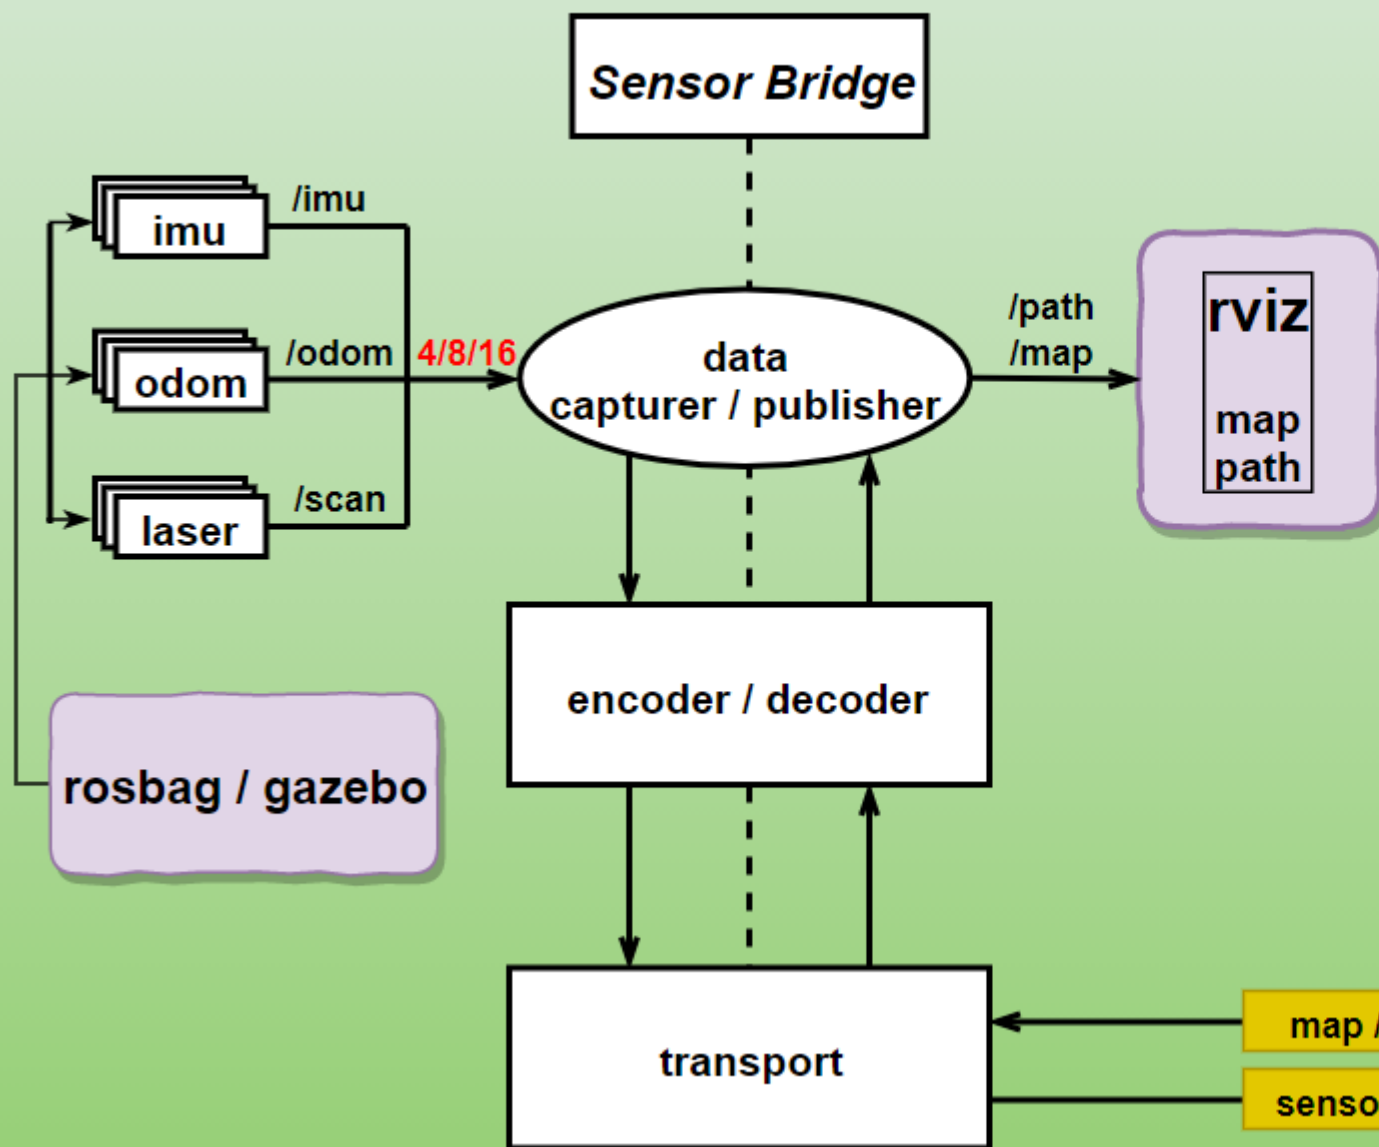 Sensor Bridge
/imu
imu
/odom
4/8/16
odom
/scan
laser
data
capturer / publisher
/path
/map
rviz
map
path
rosbag / gazebo
encoder / decoder
transport
map /